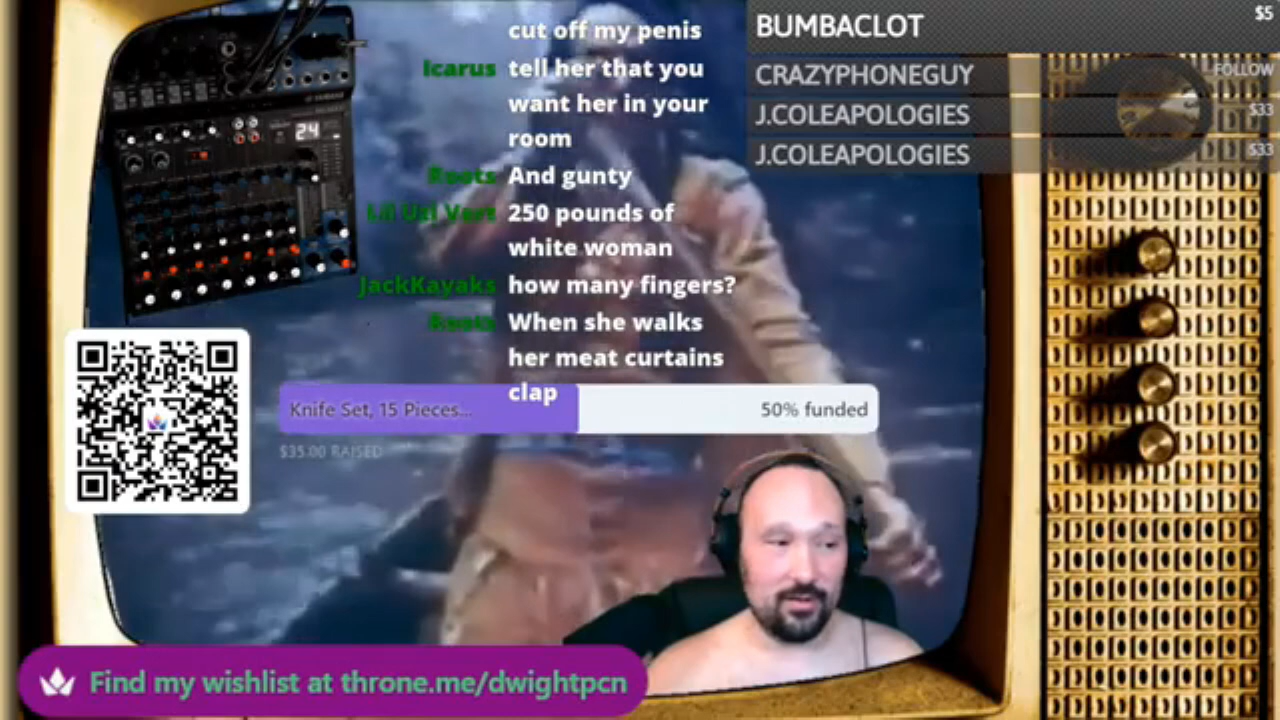 cut off my penis
Icarus tell her that you
want her in your
room
Roots And gunty
Lil Uzi Vert 250 pounds of
white woman
JackKayaks how many fingers?
Roots When she walks
her meat curtains
clap
BUMBACLOT $5
CRAZYPHONEGUY FOLLOW
J.COLEAPOLOGIES $33
J.COLEAPOLOGIES $33
YAMAHA
24
Knife Set, 15 Pieces... 50% funded
$35.00 RAISED
Find my wishlist at throne.me/dwightpcn